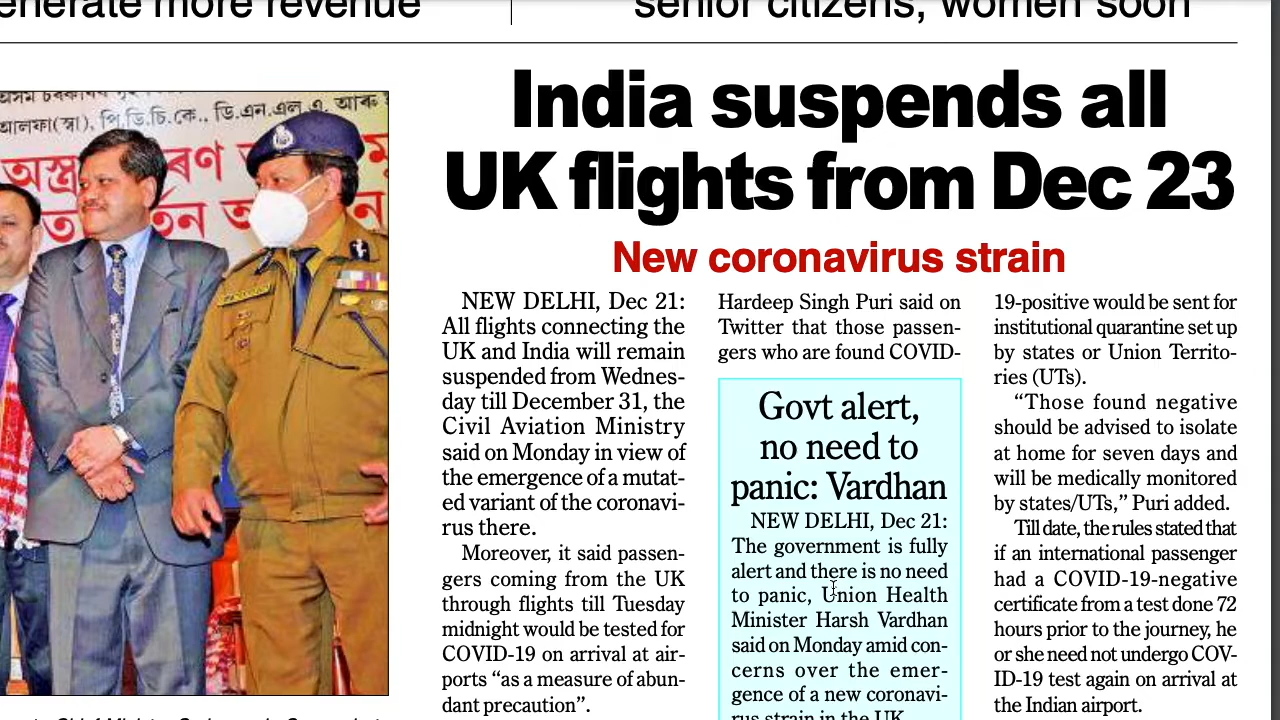 enerate more revenue
senior citizens, women soon
আলফা(স্বা), পি.ডি.চি.কে., ডি.এন.এল.এ. আৰু
India suspends all
UK flights from Dec 23
New coronavirus strain
NEW DELHI, Dec 21:
All flights connecting the
UK and India will remain
suspended from Wednes-
day till December 31, the
Civil Aviation Ministry
said on Monday in view of
the emergence of a mutat-
ed variant of the coronavi-
rus there.
Moreover, it said passen-
gers coming from the UK
through flights till Tuesday
midnight would be tested for
COVID-19 on arrival at air-
ports “as a measure of abun-
dant precaution”.
Hardeep Singh Puri said on
Twitter that those passen-
gers who are found COVID-
Govt alert,
no need to
panic: Vardhan
NEW DELHI, Dec 21:
The government is fully
alert and there is no need
to panic, Union Health
Minister Harsh Vardhan
said on Monday amid con-
cerns over the emer-
gence of a new coronavi-
rus strain in the UK.
19-positive would be sent for
institutional quarantine set up
by states or Union Territo-
ries (UTs).
“Those found negative
should be advised to isolate
at home for seven days and
will be medically monitored
by states/UTs,” Puri added.
Till date, the rules stated that
if an international passenger
had a COVID-19-negative
certificate from a test done 72
hours prior to the journey, he
or she need not undergo COV-
ID-19 test again on arrival at
the Indian airport.